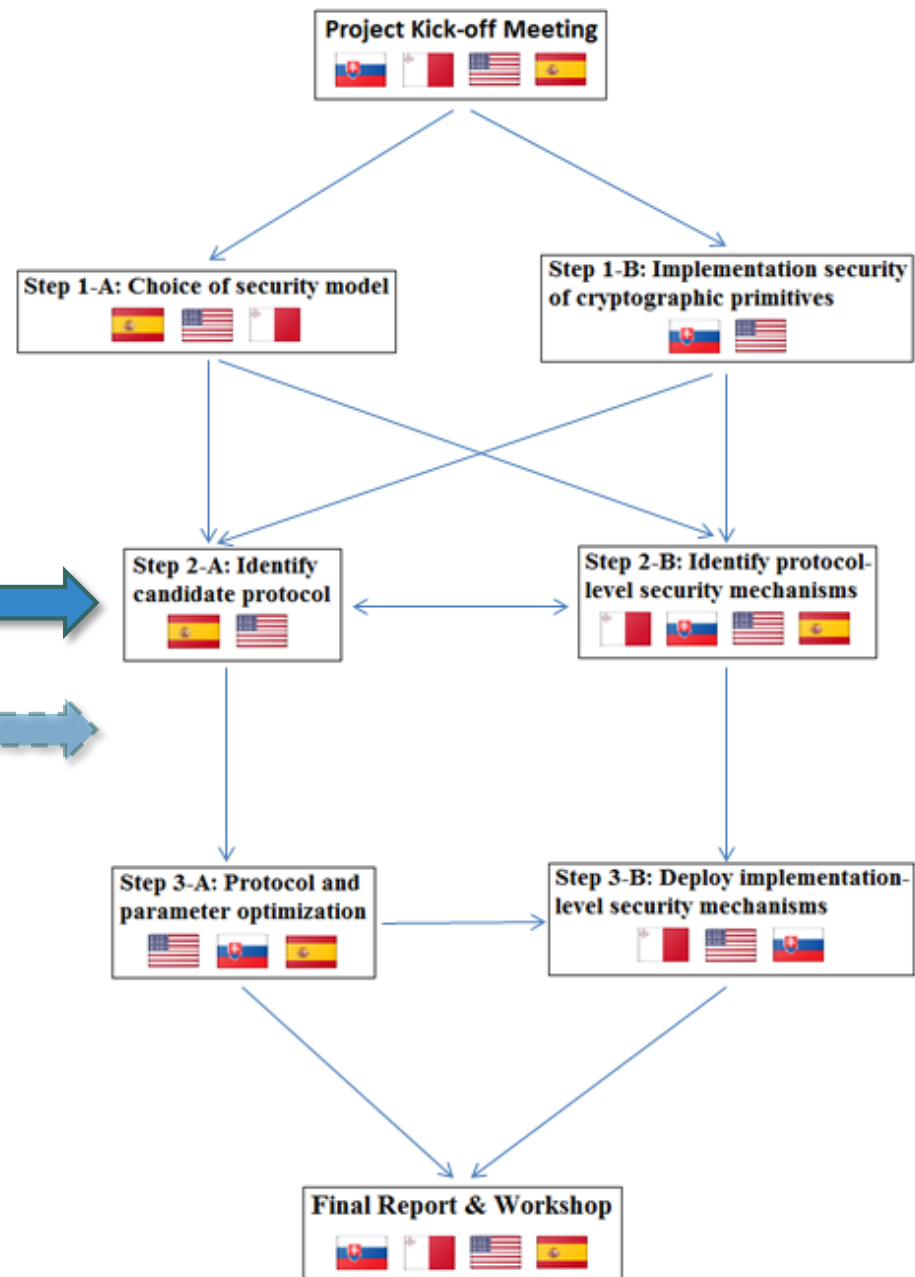 Project Kick-off Meeting
Step 1-A: Choice of security model
Step 1-B: Implementation security
of cryptographic primitives
Step 2-A: Identify
candidate protocol
Step 2-B: Identify protocol-
level security mechanisms
Step 3-A: Protocol and
parameter optimization
Step 3-B: Deploy implementation-
level security mechanisms
Final Report & Workshop